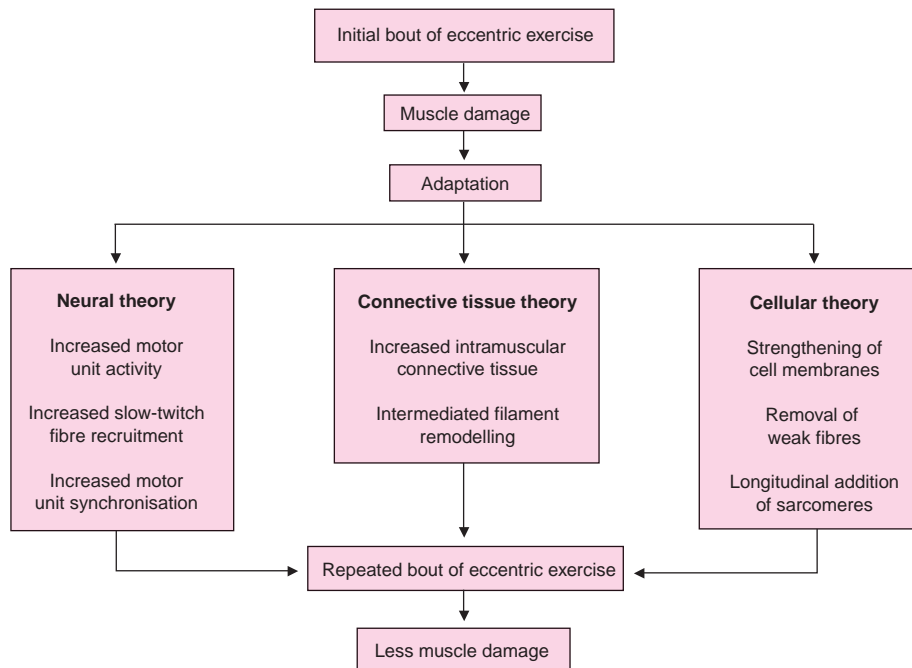 Initial bout of eccentric exercise
Muscle damage
Adaptation
Neural theory
Increased motor
unit activity
Increased slow-twitch
fibre recruitment
Increased motor
unit synchronisation
Connective tissue theory
Increased intramuscular
connective tissue
Intermediated filament
remodelling
Cellular theory
Strengthening of
cell membranes
Removal of
weak fibres
Longitudinal addition
of sarcomeres
Repeated bout of eccentric exercise
Less muscle damage